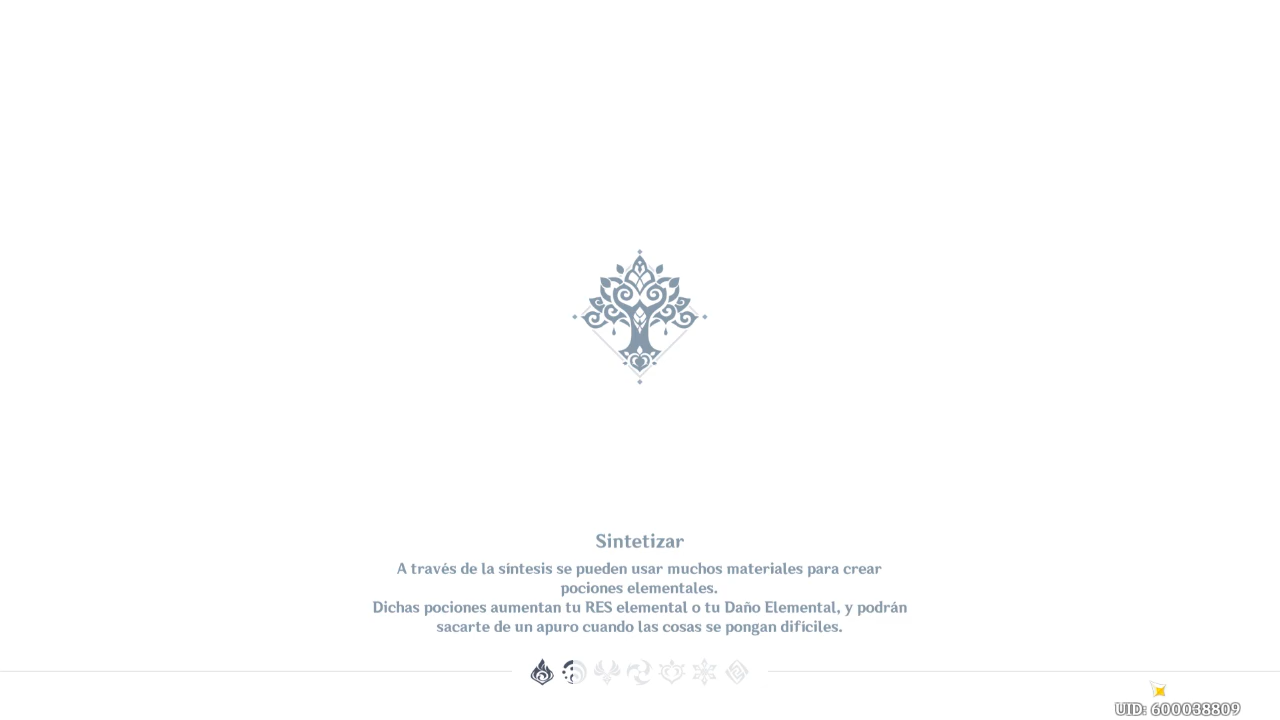 Sintetizar
A través de la síntesis se pueden usar muchos materiales para crear
pociones elementales.
Dichas pociones aumentan tu RES elemental o tu Daño Elemental, y podrán
sacarte de un apuro cuando las cosas se pongan difíciles.
UID: 600038809